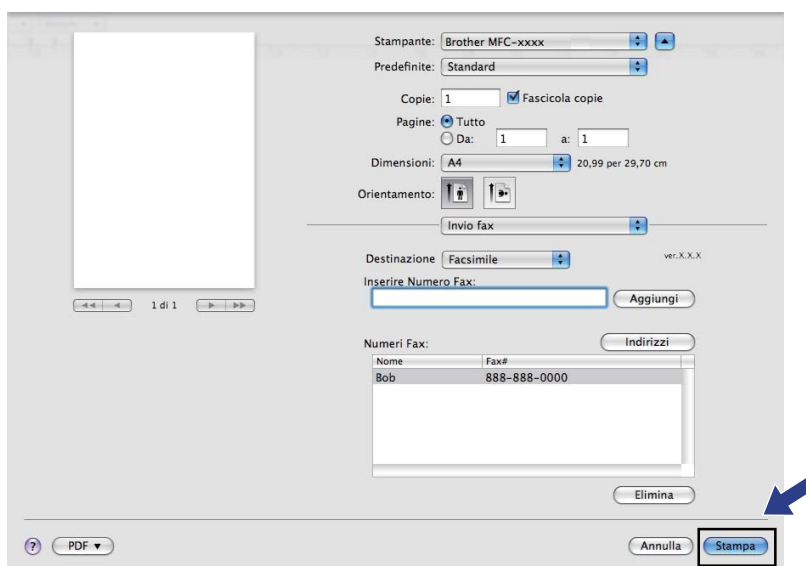 Stampante: Brother MFC-xxxx
Predefinite: Standard
Copie: 1 Fascicola copie
Pagine: Tutto
Da: 1 a: 1
Dimensioni: A4 20,99 per 29,70 cm
Orientamento:
Invio fax
Destinazione Facsimile ver.X.X.X
Inserire Numero Fax:
Aggiungi
1 di 1
Numeri Fax: Indirizzi
Nome Fax#
Bob 888-888-0000
Elimina
? PDF ▼ Annulla Stampa